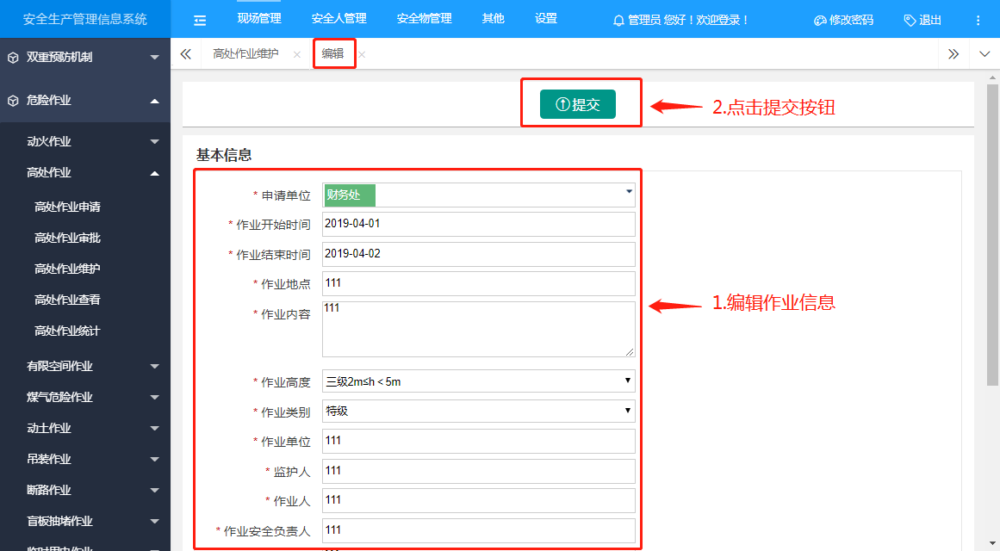 安全生产管理信息系统
现场管理
安全人管理
安全物管理
其他
设置
管理员 您好！欢迎登录！
修改密码
退出
双重预防机制
危险作业
动火作业
高处作业
高处作业申请
高处作业审批
高处作业维护
高处作业查看
高处作业统计
有限空间作业
煤气危险作业
动土作业
吊装作业
断路作业
盲板抽堵作业
临时用电作业
高处作业维护
编辑
提交
2.点击提交按钮
基本信息
* 申请单位 财务处
* 作业开始时间 2019-04-01
* 作业结束时间 2019-04-02
* 作业地点 111
* 作业内容 111
1.编辑作业信息
* 作业高度 三级2m≤h＜5m
* 作业类别 特级
* 作业单位 111
* 监护人 111
* 作业人 111
* 作业安全负责人 111